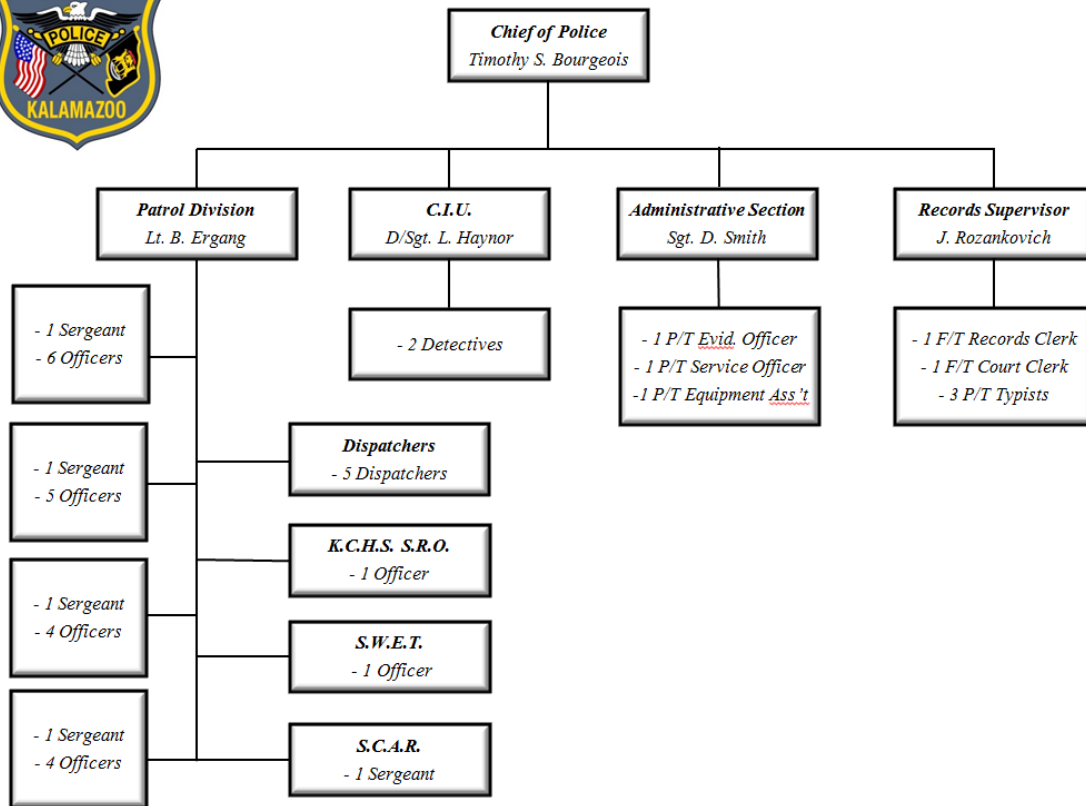 POLICE
KALAMAZOO
Chief of Police
Timothy S. Bourgeois
Patrol Division
Lt. B. Ergang
C.I.U.
D/Sgt. L. Haynor
Administrative Section
Sgt. D. Smith
Records Supervisor
J. Rozankovich
- 1 Sergeant
- 6 Officers
- 2 Detectives
- 1 P/T Evid. Officer
- 1 P/T Service Officer
-1 P/T Equipment Ass't
- 1 F/T Records Clerk
- 1 F/T Court Clerk
- 3 P/T Typists
- 1 Sergeant
- 5 Officers
Dispatchers
- 5 Dispatchers
K.C.H.S. S.R.O.
- 1 Officer
- 1 Sergeant
- 4 Officers
S.W.E.T.
- 1 Officer
- 1 Sergeant
- 4 Officers
S.C.A.R.
- 1 Sergeant